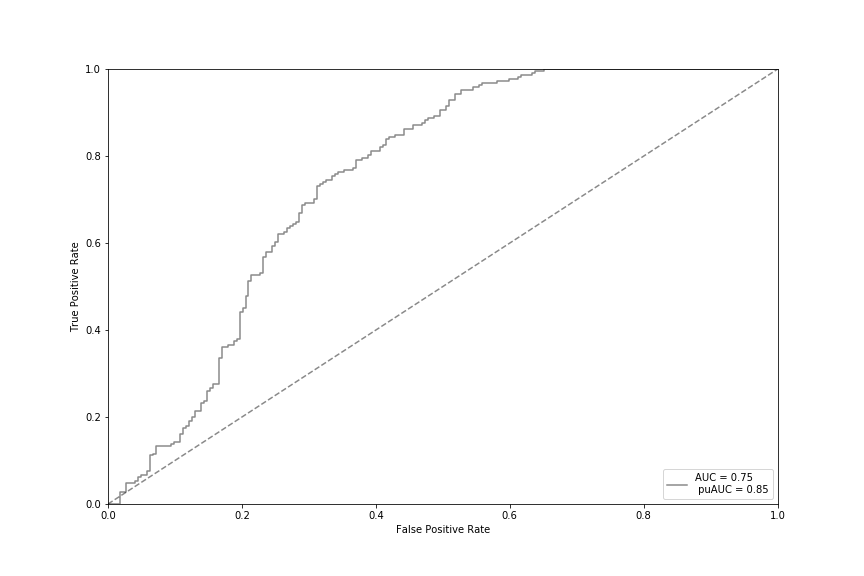 1.0
0.8
0.6
0.4
0.2
0.0
True Positive Rate
0.0 0.2 0.4 0.6 0.8 1.0
False Positive Rate
AUC = 0.75
puAUC = 0.85